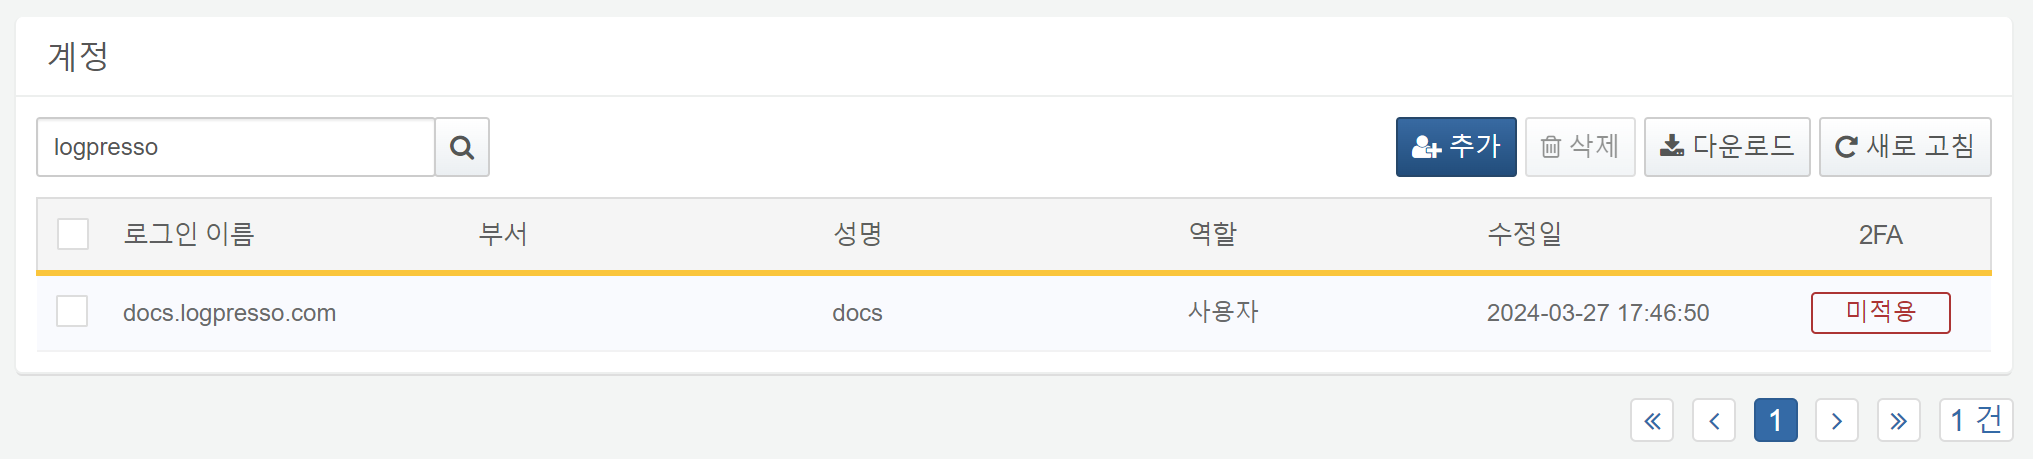 계정
logpresso 추가 삭제 다운로드 새로 고침
로그인 이름 부서 성명 역할 수정일 2FA
docs.logpresso.com docs 사용자 2024-03-27 17:46:50 미적용
1 1 건